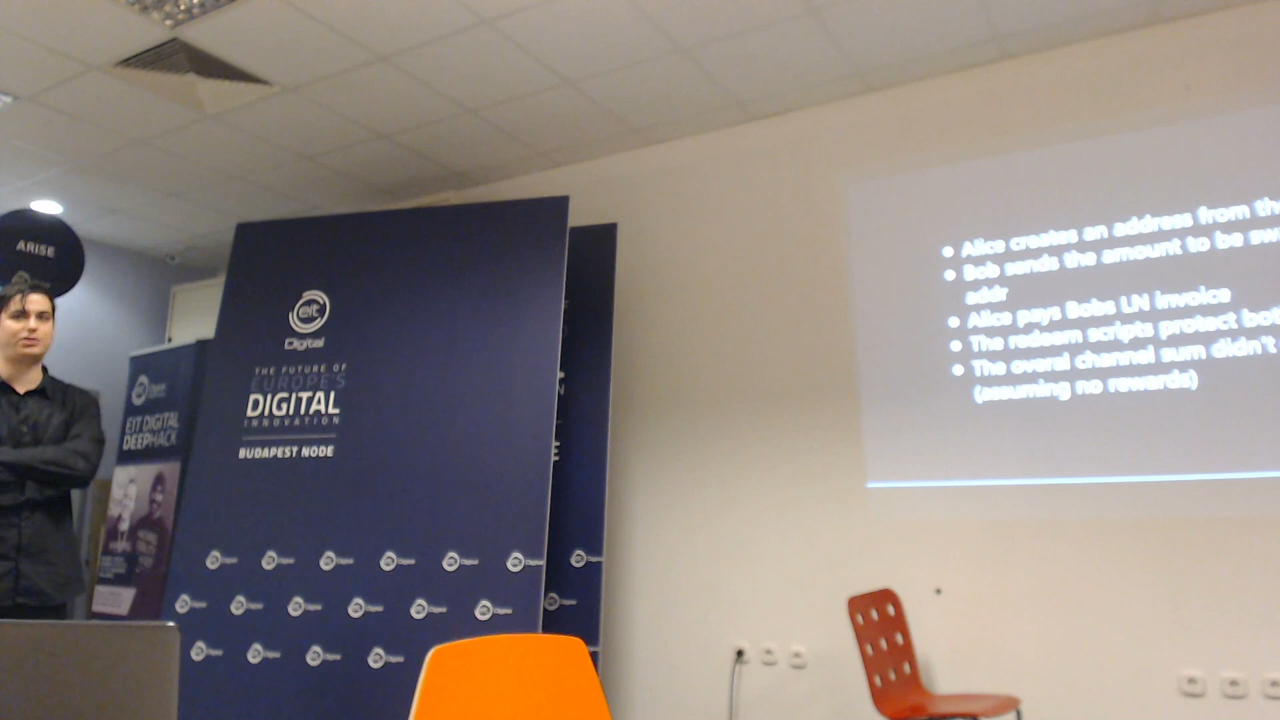 ARISE
eit
Digital
THE FUTURE OF
EUROPE'S
DIGITAL
INNOVATION
BUDAPEST NODE
EIT DIGITAL
DEEPHACK
Alice creates an address from
Bob sends the amount to be
addr
Alice pays Bobs LN invoice
The redeem scripts protect
The overal channel sum didn't
(assuming no rewards)